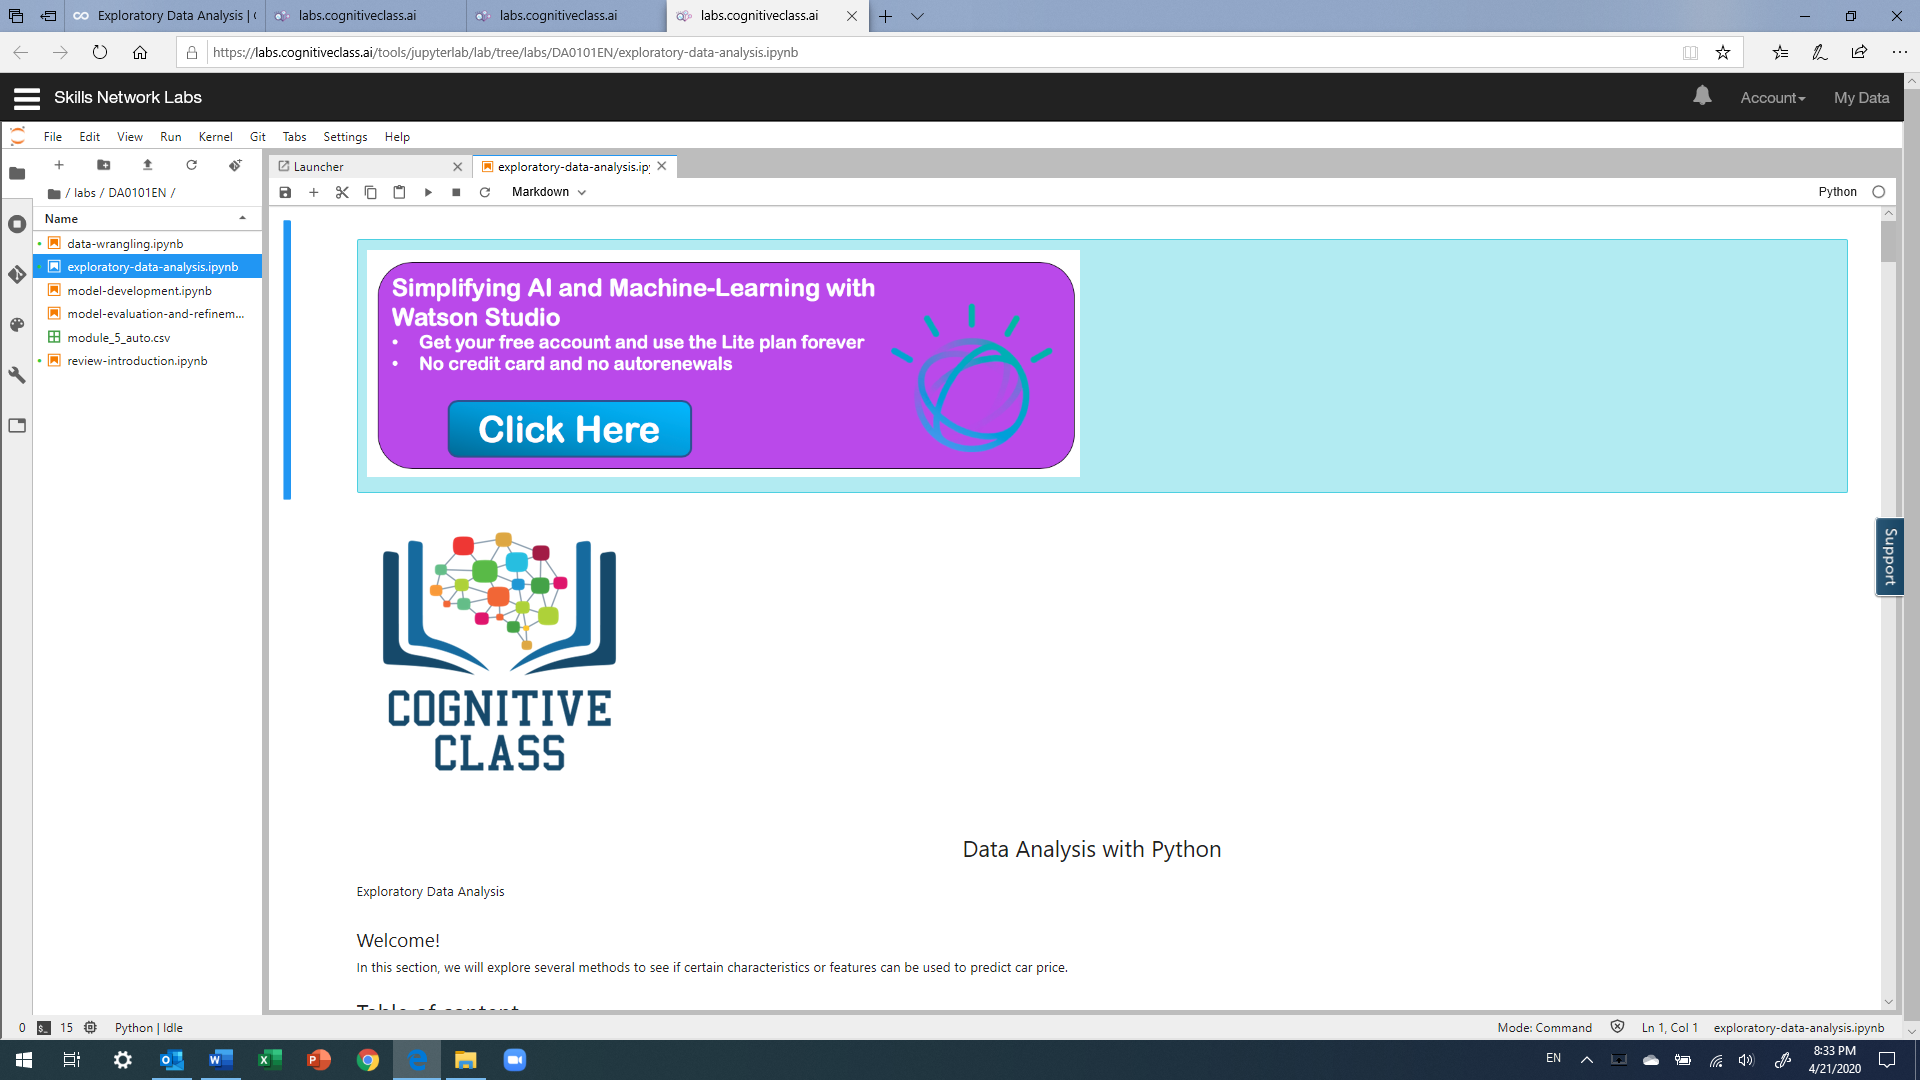 Exploratory Data Analysis | C
labs.cognitiveclass.ai
labs.cognitiveclass.ai
labs.cognitiveclass.ai
https://labs.cognitiveclass.ai/tools/jupyterlab/lab/tree/labs/DA0101EN/exploratory-data-analysis.ipynb
Skills Network Labs
Account
My Data
File Edit View Run Kernel Git Tabs Settings Help
Launcher
exploratory-data-analysis.ip
/ labs / DA0101EN /
Markdown
Python
Name
data-wrangling.ipynb
exploratory-data-analysis.ipynb
model-development.ipynb
model-evaluation-and-refinem...
module_5_auto.csv
review-introduction.ipynb
Simplifying AI and Machine-Learning with
Watson Studio
• Get your free account and use the Lite plan forever
• No credit card and no autorenewals
Click Here
COGNITIVE
CLASS
Support
Data Analysis with Python
Exploratory Data Analysis
Welcome!
In this section, we will explore several methods to see if certain characteristics or features can be used to predict car price.
Table of content
0 15 Python | Idle
Mode: Command Ln 1, Col 1 exploratory-data-analysis.ipynb
EN
8:33 PM
4/21/2020